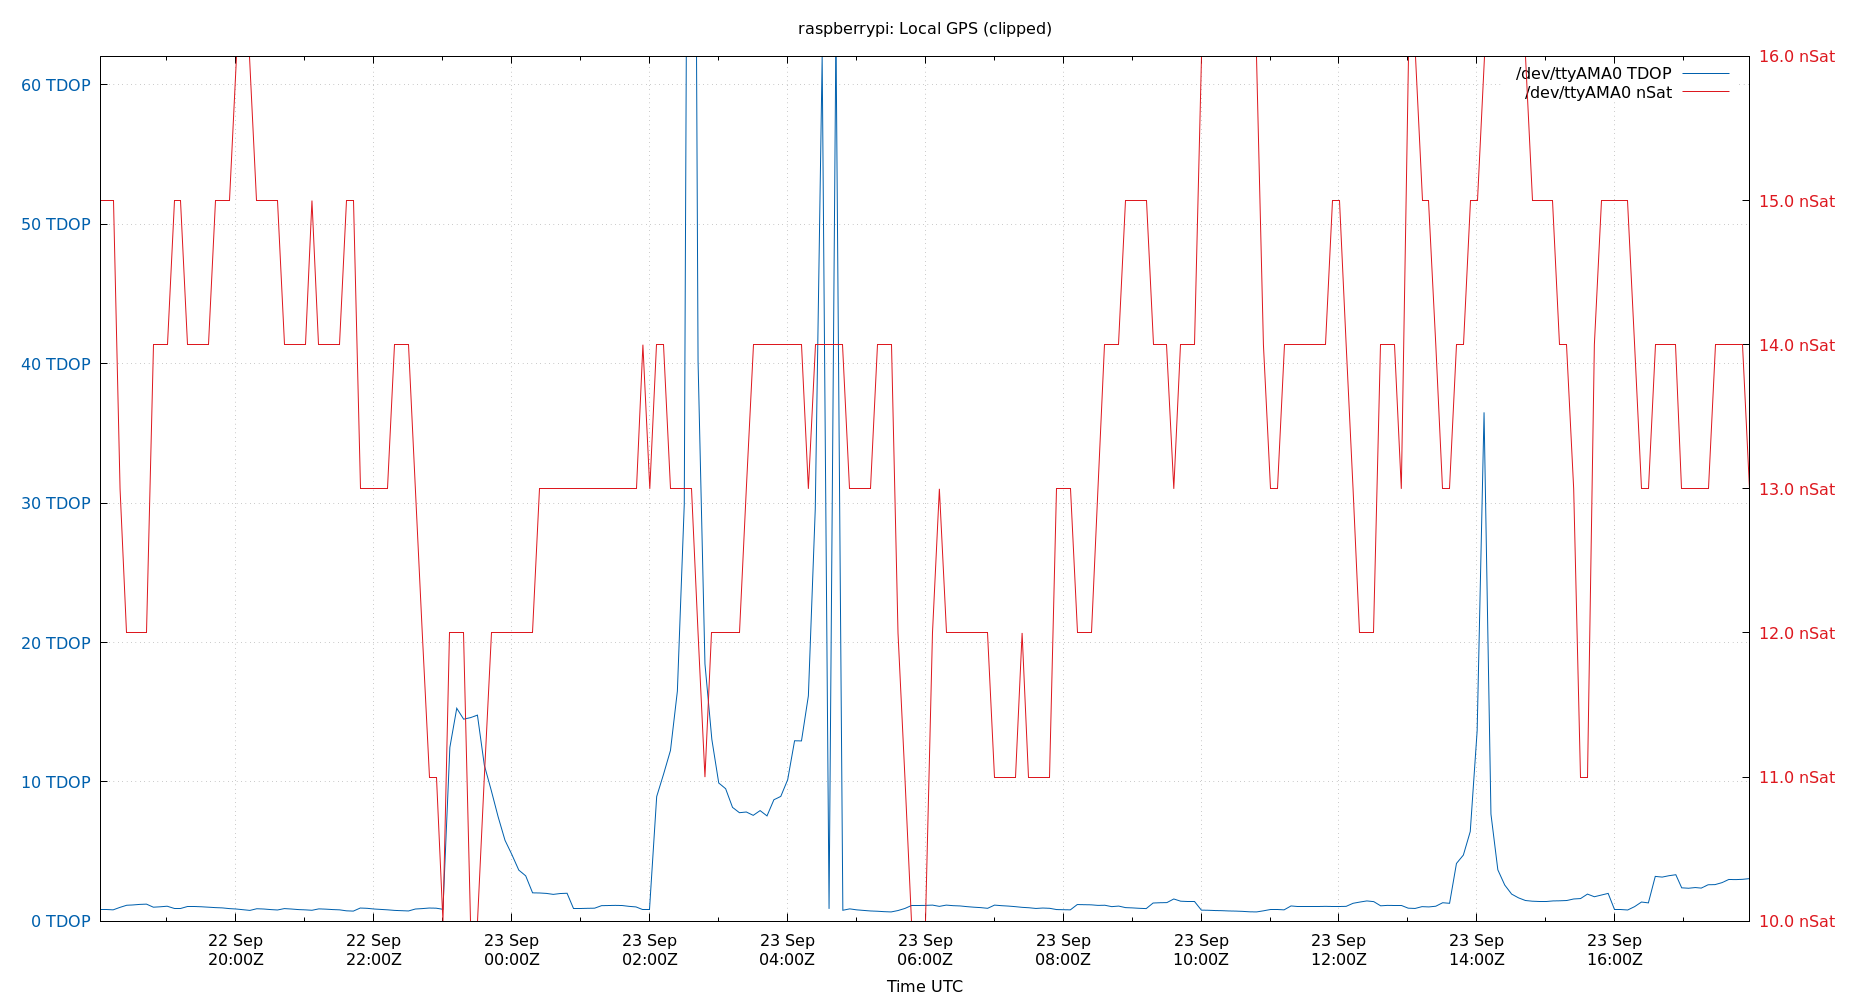 raspberrypi: Local GPS (clipped)
/dev/ttyAMA0 TDOP
/dev/ttyAMA0 nSat
60 TDOP
50 TDOP
40 TDOP
30 TDOP
20 TDOP
10 TDOP
0 TDOP
16.0 nSat
15.0 nSat
14.0 nSat
13.0 nSat
12.0 nSat
11.0 nSat
10.0 nSat
22 Sep
20:00Z
22 Sep
22:00Z
23 Sep
00:00Z
23 Sep
02:00Z
23 Sep
04:00Z
23 Sep
06:00Z
23 Sep
08:00Z
23 Sep
10:00Z
23 Sep
12:00Z
23 Sep
14:00Z
23 Sep
16:00Z
Time UTC